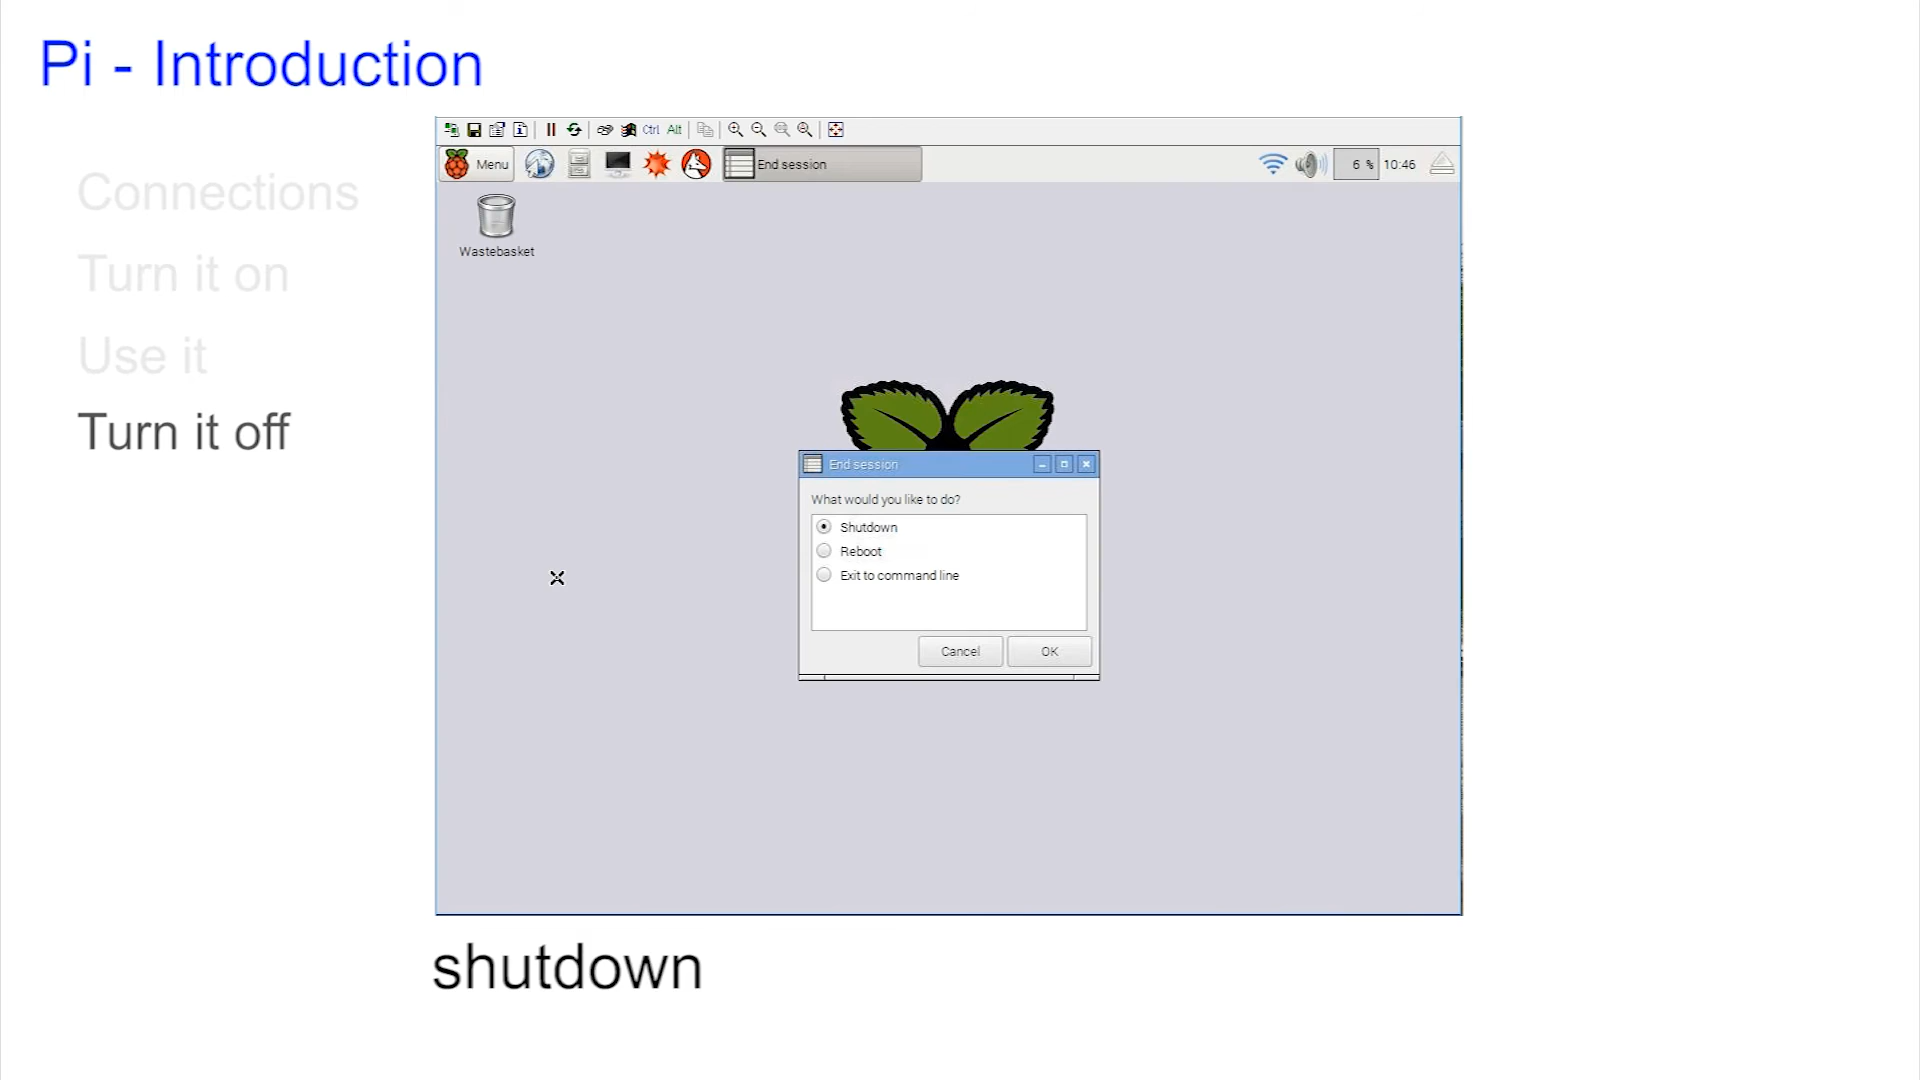 Pi - Introduction
Connections
Turn it on
Use it
Turn it off
Ctrl Alt
Menu
End session
6 %
10:46
Wastebasket
End session
What would you like to do?
Shutdown
Reboot
Exit to command line
Cancel
OK
shutdown